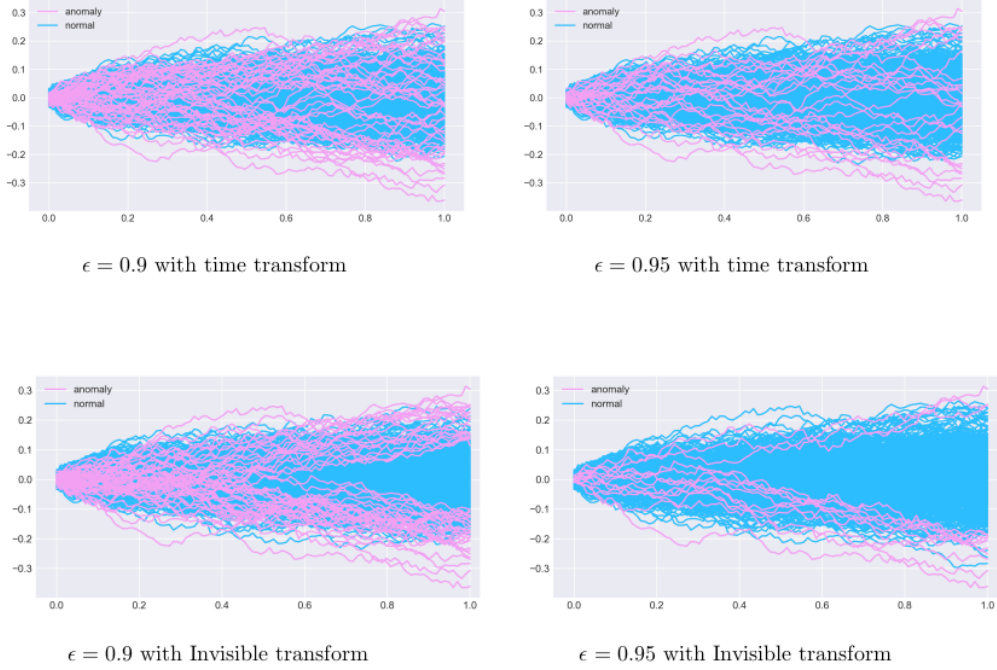 anomaly
normal
0.3
0.2
0.1
0.0
−0.1
−0.2
−0.3
0.0 0.2 0.4 0.6 0.8 1.0
ϵ = 0.9 with time transform
anomaly
normal
0.3
0.2
0.1
0.0
−0.1
−0.2
−0.3
0.0 0.2 0.4 0.6 0.8 1.0
ϵ = 0.95 with time transform
anomaly
normal
0.3
0.2
0.1
0.0
−0.1
−0.2
−0.3
0.0 0.2 0.4 0.6 0.8 1.0
ϵ = 0.9 with Invisible transform
anomaly
normal
0.3
0.2
0.1
0.0
−0.1
−0.2
−0.3
0.0 0.2 0.4 0.6 0.8 1.0
ϵ = 0.95 with Invisible transform